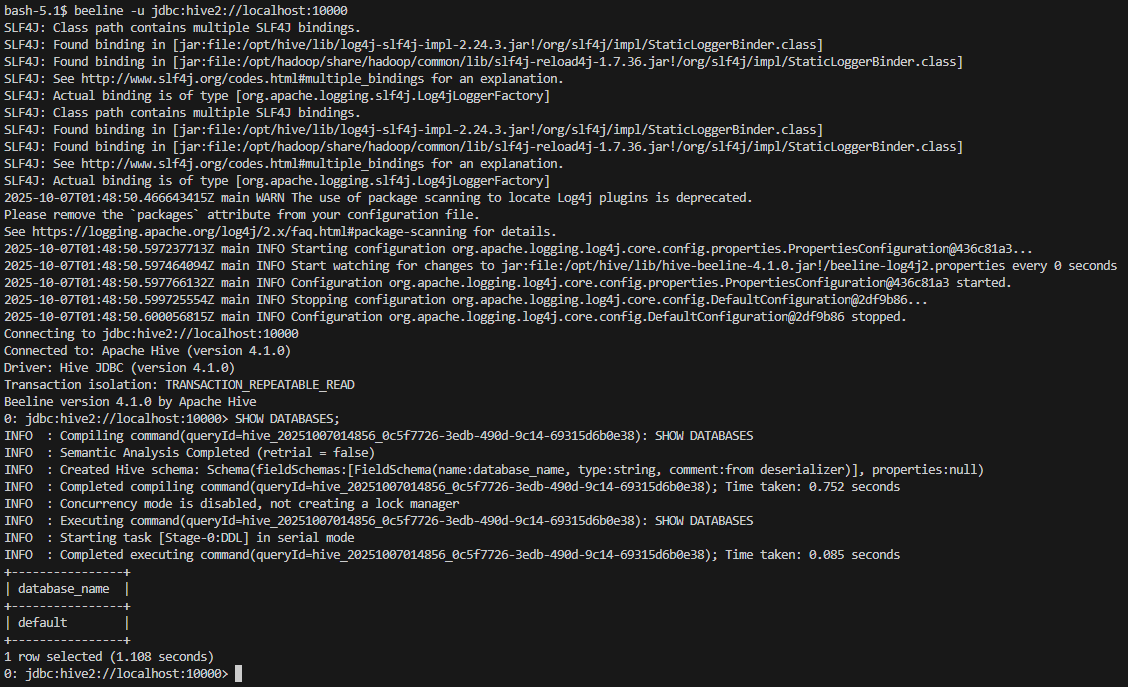 bash-5.1$ beeline -u jdbc:hive2://localhost:10000
SLF4J: Class path contains multiple SLF4J bindings.
SLF4J: Found binding in [jar:file:/opt/hive/lib/log4j-slf4j-impl-2.24.3.jar!/org/slf4j/impl/StaticLoggerBinder.class]
SLF4J: Found binding in [jar:file:/opt/hadoop/share/hadoop/common/lib/slf4j-reload4j-1.7.36.jar!/org/slf4j/impl/StaticLoggerBinder.class]
SLF4J: See http://www.slf4j.org/codes.html#multiple_bindings for an explanation.
SLF4J: Actual binding is of type [org.apache.logging.slf4j.Log4jLoggerFactory]
SLF4J: Class path contains multiple SLF4J bindings.
SLF4J: Found binding in [jar:file:/opt/hive/lib/log4j-slf4j-impl-2.24.3.jar!/org/slf4j/impl/StaticLoggerBinder.class]
SLF4J: Found binding in [jar:file:/opt/hadoop/share/hadoop/common/lib/slf4j-reload4j-1.7.36.jar!/org/slf4j/impl/StaticLoggerBinder.class]
SLF4J: See http://www.slf4j.org/codes.html#multiple_bindings for an explanation.
SLF4J: Actual binding is of type [org.apache.logging.slf4j.Log4jLoggerFactory]
2025-10-07T01:48:50.466643415Z main WARN The use of package scanning to locate Log4j plugins is deprecated.
Please remove the `packages` attribute from your configuration file.
See https://logging.apache.org/log4j/2.x/faq.html#package-scanning for details.
2025-10-07T01:48:50.597237713Z main INFO Starting configuration org.apache.logging.log4j.core.config.properties.PropertiesConfiguration@436c81a3...
2025-10-07T01:48:50.597464094Z main INFO Start watching for changes to jar:file:/opt/hive/lib/hive-beeline-4.1.0.jar!/beeline-log4j2.properties every 0 seconds
2025-10-07T01:48:50.597766132Z main INFO Configuration org.apache.logging.log4j.core.config.properties.PropertiesConfiguration@436c81a3 started.
2025-10-07T01:48:50.599725554Z main INFO Stopping configuration org.apache.logging.log4j.core.config.DefaultConfiguration@2df9b86...
2025-10-07T01:48:50.600056815Z main INFO Configuration org.apache.logging.log4j.core.config.DefaultConfiguration@2df9b86 stopped.
Connecting to jdbc:hive2://localhost:10000
Connected to: Apache Hive (version 4.1.0)
Driver: Hive JDBC (version 4.1.0)
Transaction isolation: TRANSACTION_REPEATABLE_READ
Beeline version 4.1.0 by Apache Hive
0: jdbc:hive2://localhost:10000> SHOW DATABASES;
INFO  : Compiling command(queryId=hive_20251007014856_0c5f7726-3edb-490d-9c14-69315d6b0e38): SHOW DATABASES
INFO  : Semantic Analysis Completed (retrial = false)
INFO  : Created Hive schema: Schema(fieldSchemas:[FieldSchema(name:database_name, type:string, comment:from deserializer)], properties:null)
INFO  : Completed compiling command(queryId=hive_20251007014856_0c5f7726-3edb-490d-9c14-69315d6b0e38); Time taken: 0.752 seconds
INFO  : Concurrency mode is disabled, not creating a lock manager
INFO  : Executing command(queryId=hive_20251007014856_0c5f7726-3edb-490d-9c14-69315d6b0e38): SHOW DATABASES
INFO  : Starting task [Stage-0:DDL] in serial mode
INFO  : Completed executing command(queryId=hive_20251007014856_0c5f7726-3edb-490d-9c14-69315d6b0e38); Time taken: 0.085 seconds
+----------------+
| database_name  |
+----------------+
| default        |
+----------------+
1 row selected (1.108 seconds)
0: jdbc:hive2://localhost:10000>